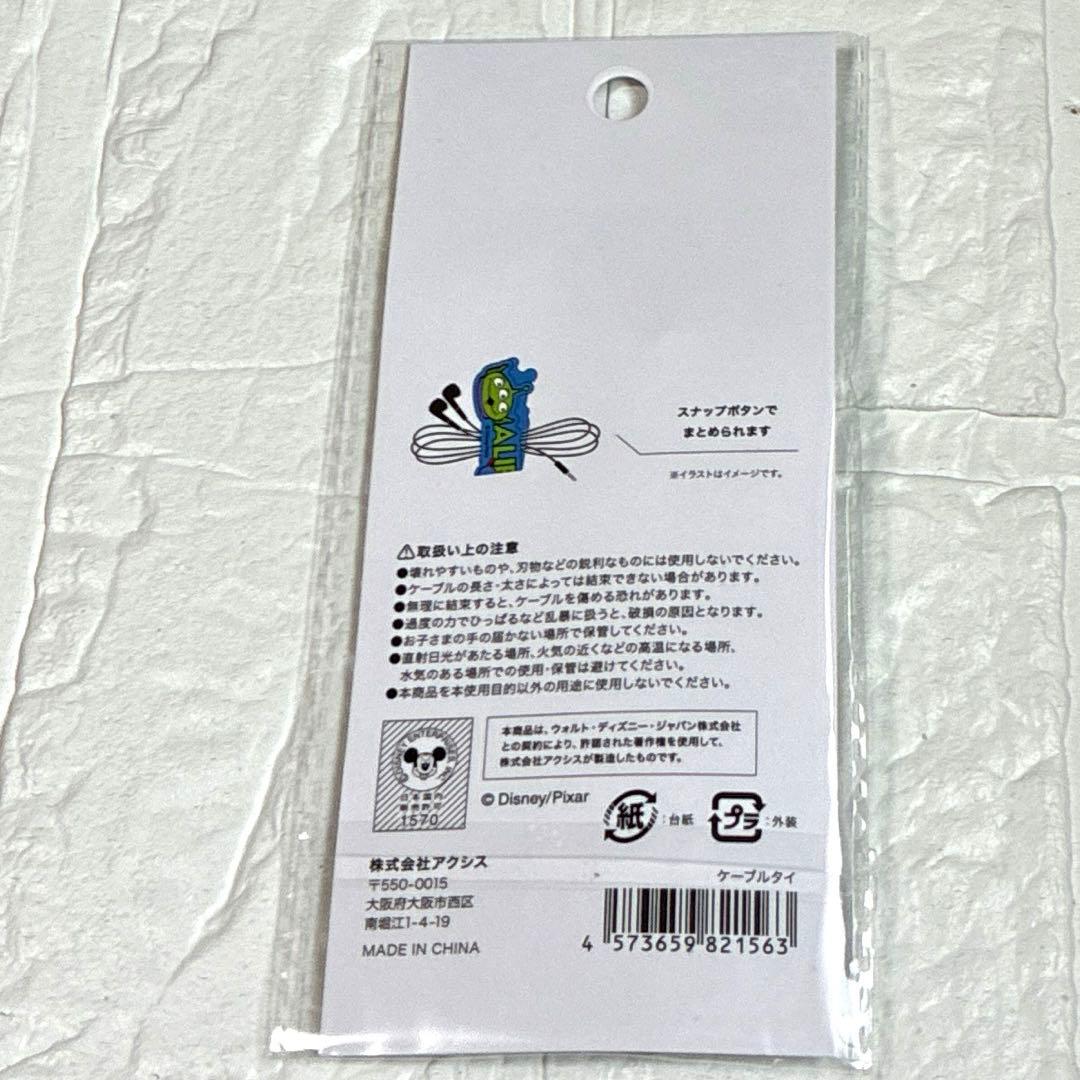 ALIE
スナップボタンで
まとめられます
※イラストはイメージです。
⚠取扱い上の注意
●壊れやすいものや、刃物などの鋭利なものには使用しないでください。
●ケーブルの長さ・太さによっては結束できない場合があります。
●無理に結束すると、ケーブルを傷める恐れがあります。
●過度の力でひっぱるなど乱暴に扱うと、破損の原因となります。
●お子さまの手の届かない場所で保管してください。
●直射日光があたる場所、火気の近くなどの高温になる場所、
水気のある場所での使用・保管は避けてください。
●本商品を本使用目的以外の用途に使用しないでください。
DISNEY ENTERPRISES, INC.
日本国内
販売許可
1570
本商品は、ウォルト・ディズニー・ジャパン株式会社
との契約により、許諾された著作権を使用して、
株式会社アクシスが製造したものです。
© Disney/Pixar
紙:台紙
プラ:外装
株式会社アクシス
〒550-0015
大阪府大阪市西区
南堀江1-4-19
MADE IN CHINA
ケーブルタイ
4 573659 821563